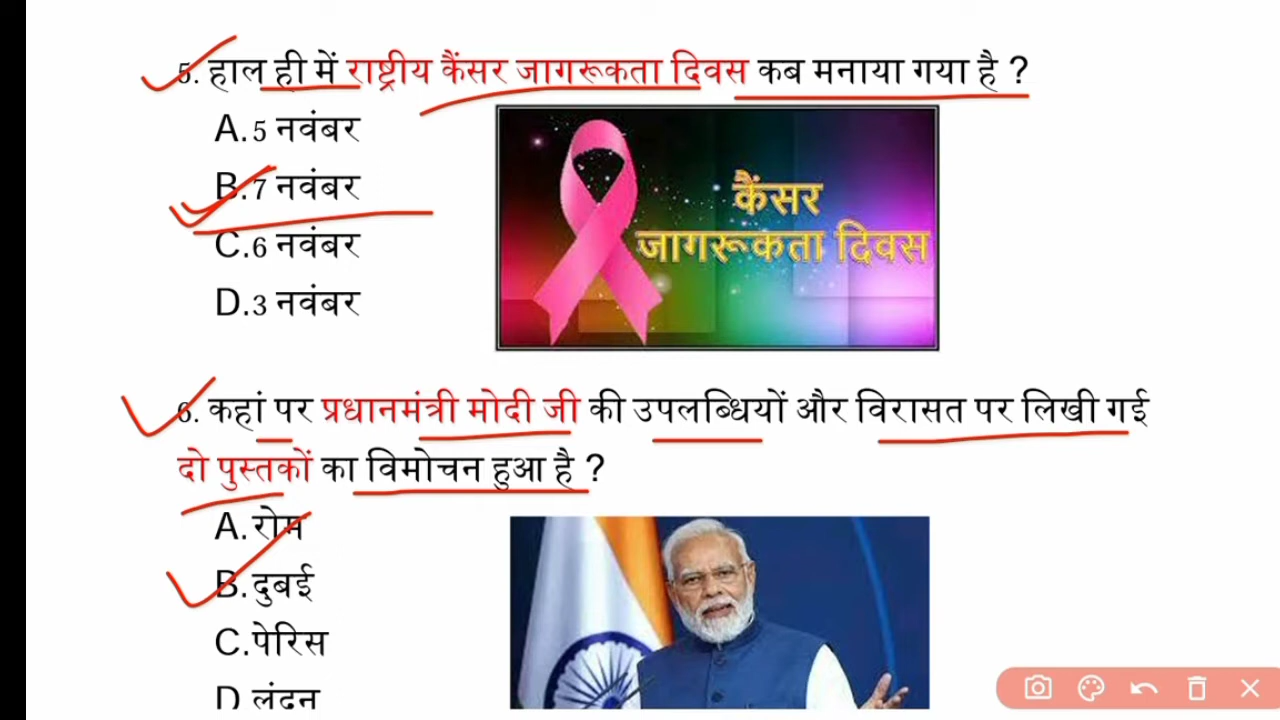 5. हाल ही में राष्ट्रीय कैंसर जागरूकता दिवस कब मनाया गया है ?
A.5 नवंबर
B.7 नवंबर
C.6 नवंबर
D.3 नवंबर
कैंसर
जागरूकता दिवस
6. कहां पर प्रधानमंत्री मोदी जी की उपलब्धियों और विरासत पर लिखी गई
दो पुस्तकों का विमोचन हुआ है ?
A.रोम
B.दुबई
C.पेरिस
D लंदन